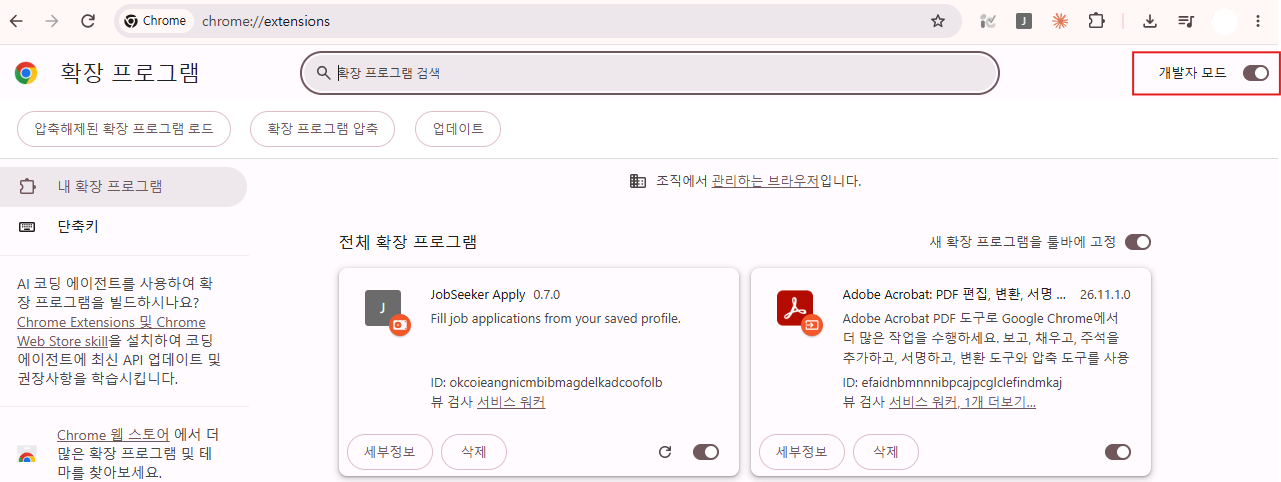 Chrome
chrome://extensions
J
확장 프로그램
확장 프로그램 검색
개발자 모드
압축해제된 확장 프로그램 로드
확장 프로그램 압축
업데이트
내 확장 프로그램
단축키
AI 코딩 에이전트를 사용하여 확
장 프로그램을 빌드하시나요?
Chrome Extensions 및 Chrome
Web Store skill을 설치하여 코딩
에이전트에 최신 API 업데이트 및
권장사항을 학습시킵니다.
Chrome 웹 스토어 에서 더
많은 확장 프로그램 및 테
마를 찾아보세요.
조직에서 관리하는 브라우저입니다.
전체 확장 프로그램
새 확장 프로그램을 툴바에 고정
J
JobSeeker Apply 0.7.0
Fill job applications from your saved profile.
ID: okcoieangnicmbibmagdelkadcoofolb
뷰 검사 서비스 워커
세부정보
삭제
Adobe Acrobat: PDF 편집, 변환, 서명 ... 26.11.1.0
Adobe Acrobat PDF 도구로 Google Chrome에서
더 많은 작업을 수행하세요. 보고, 채우고, 주석을
추가하고, 서명하고, 변환 도구와 압축 도구를 사용
ID: efaidnbmnnnibpcajpcglclefindmkaj
뷰 검사 서비스 워커, 1개 더보기...
세부정보
삭제